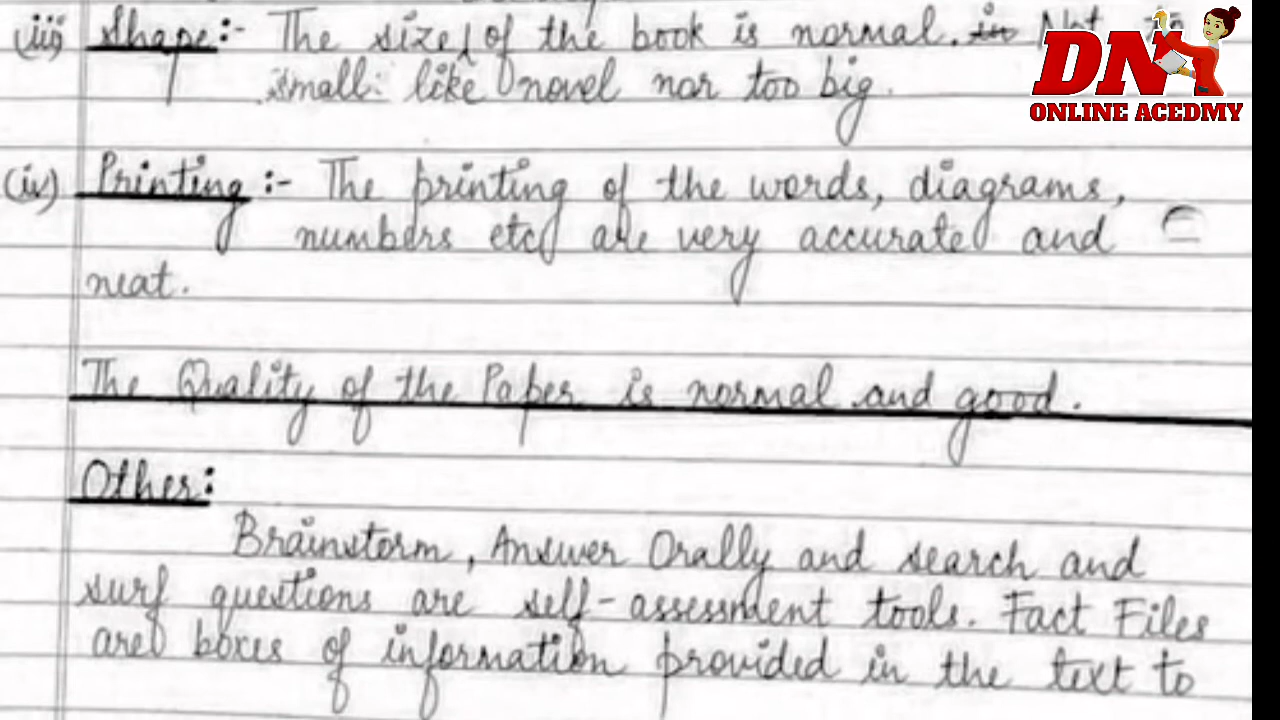 (iii) Shape:- The size of the book is normal. in Not
small like novel nor too big.
(iv) Printing :- The printing of the words, diagrams,
numbers etc are very accurate and
neat.
The Quality of the Paper is normal and good.
Other:
Brainstorm, Answer Orally and search and
surf questions are self-assessment tools. Fact Files
are boxes of information provided in the text to
DN
ONLINE ACEDMY